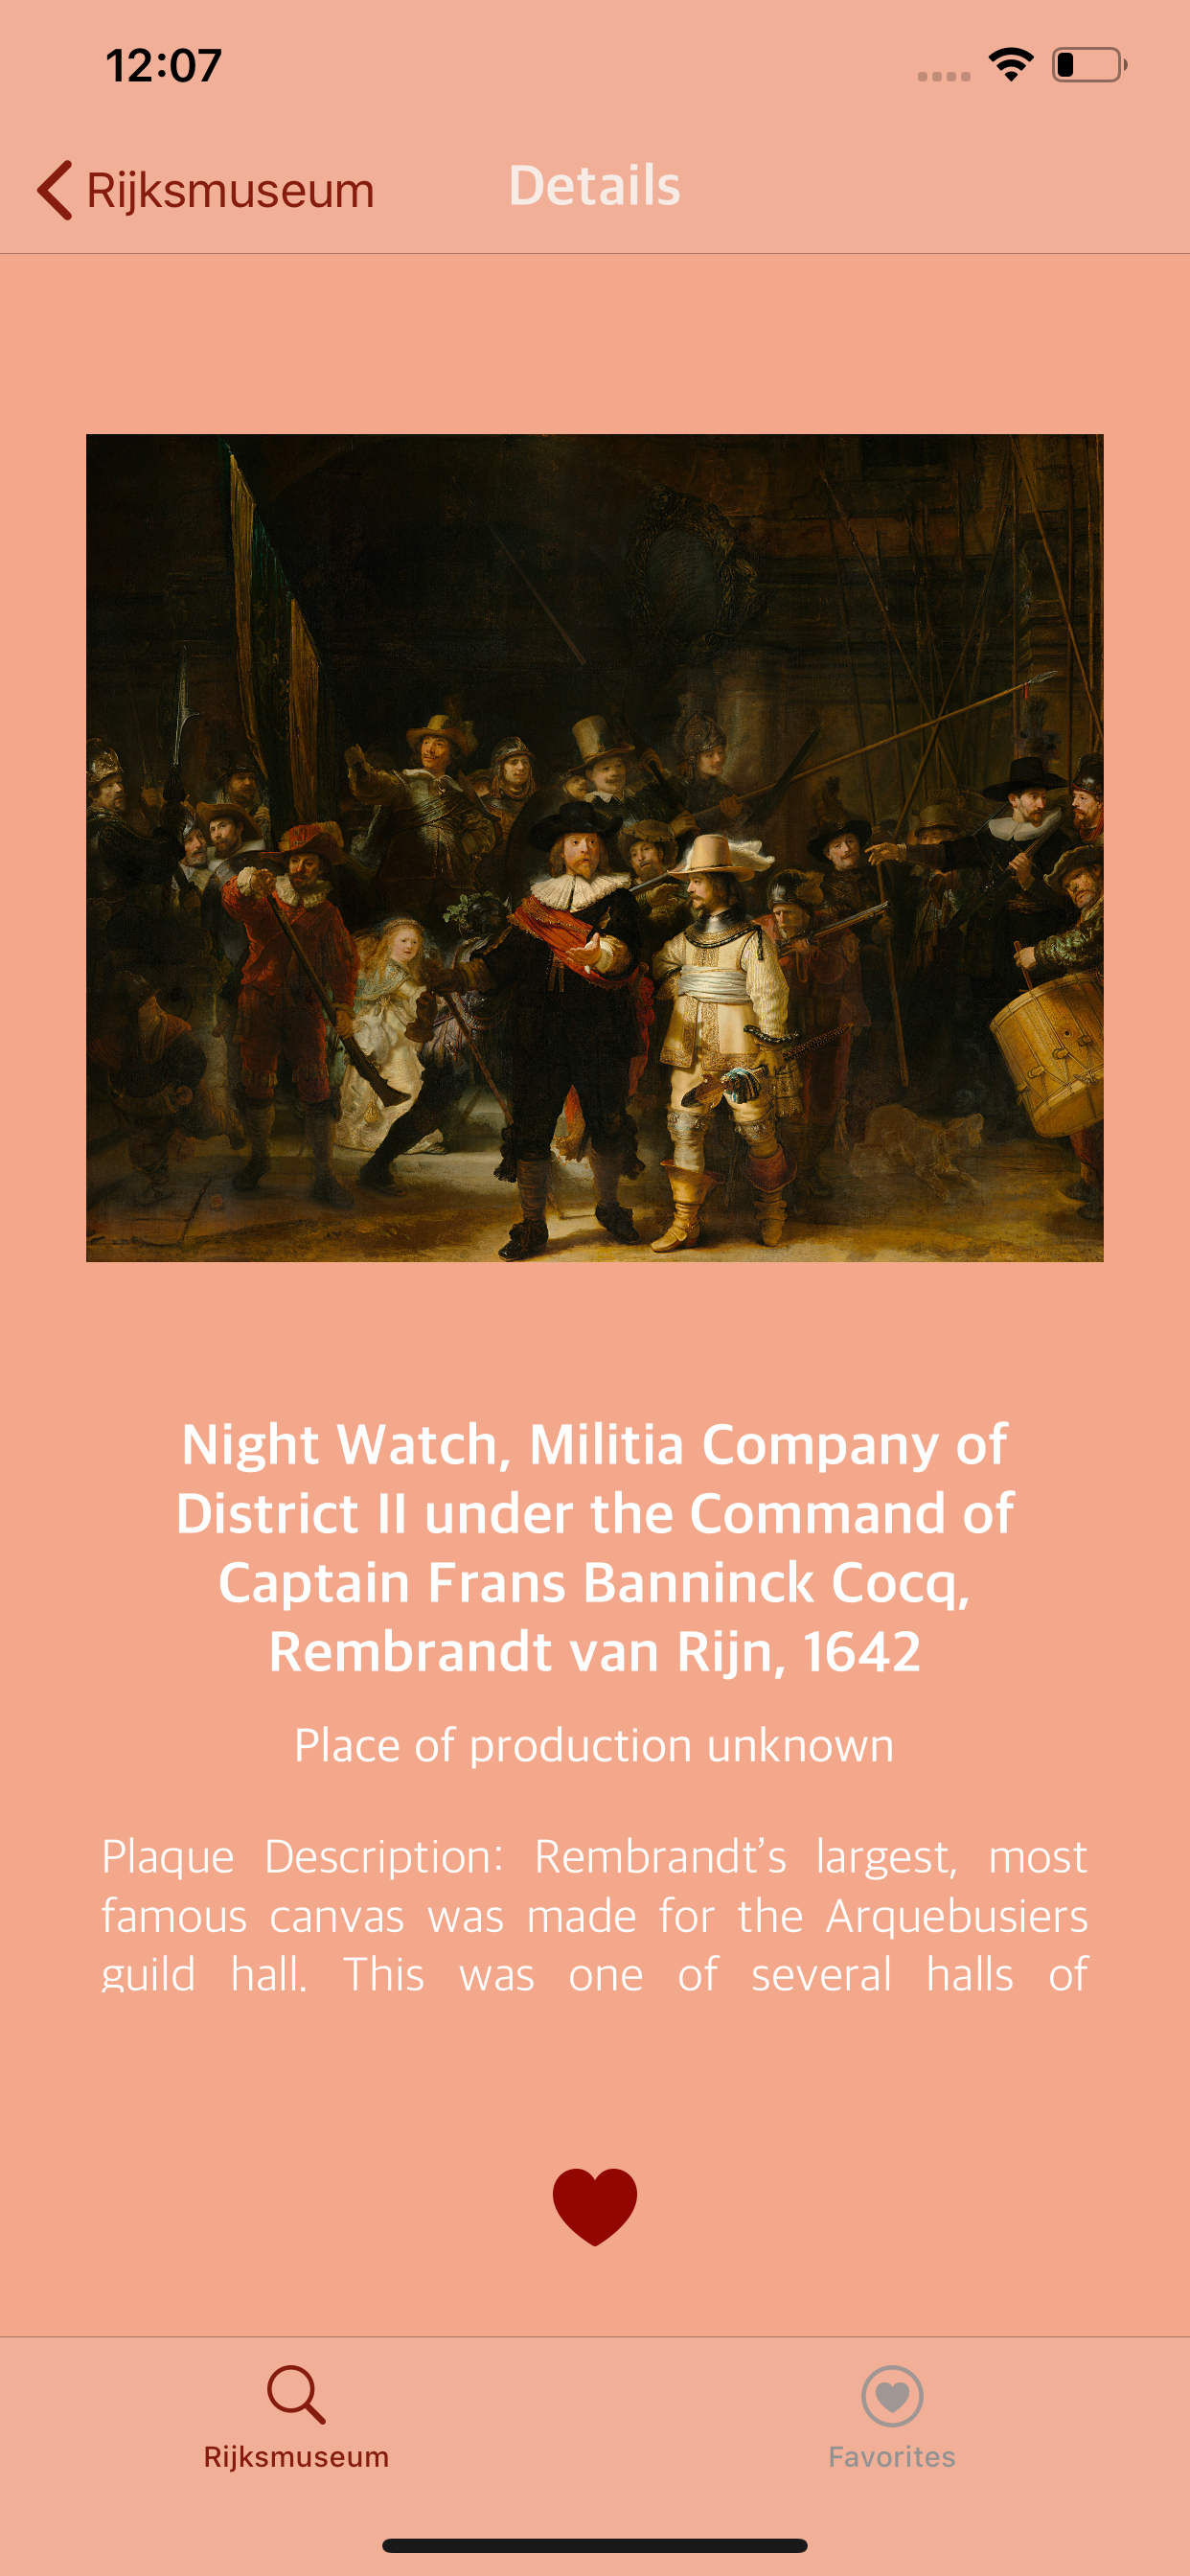 12:07
Rijksmuseum
Details
Night Watch, Militia Company of
District II under the Command of
Captain Frans Banninck Cocq,
Rembrandt van Rijn, 1642
Place of production unknown
Plaque Description: Rembrandt’s largest, most
famous canvas was made for the Arquebusiers
guild hall. This was one of several halls of
Rijksmuseum
Favorites